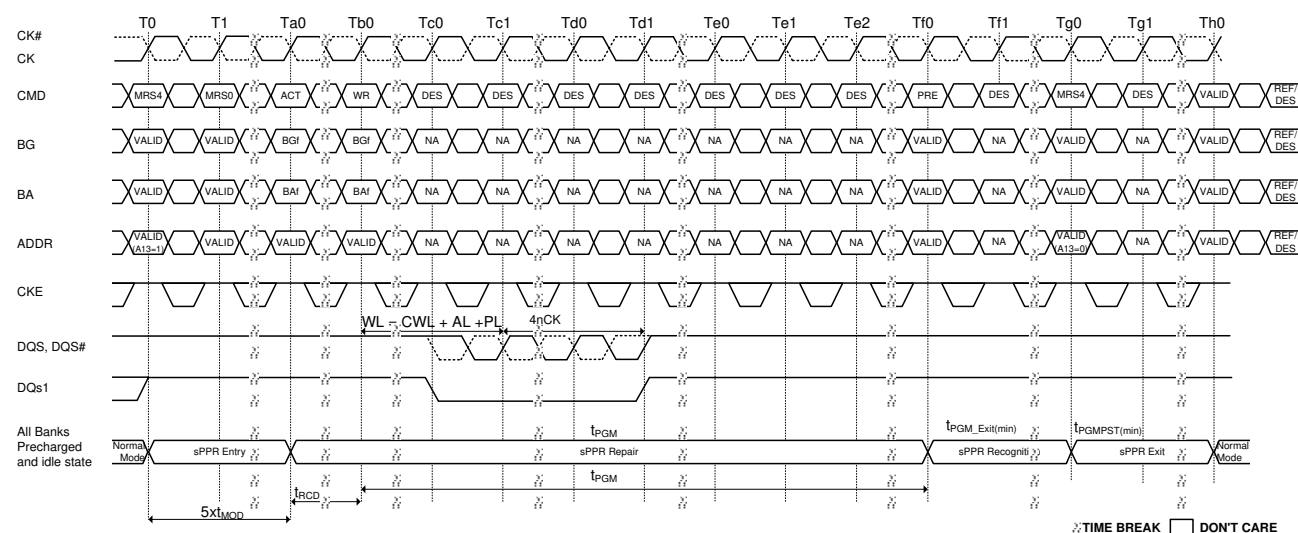 T0 T1 Ta0 Tb0 Tc0 Tc1 Td0 Td1 Te0 Te1 Te2 Tf0 Tf1 Tg0 Tg1 Th0
CK#
CK
CMD MRS4 MRS0 ACT WR DES DES DES DES DES DES DES PRE DES MRS4 DES VALID REF/ DES
BG VALID VALID BGf BGf NA NA NA NA NA NA NA VALID NA VALID NA VALID REF/ DES
BA VALID VALID BAf BAf NA NA NA NA NA NA NA VALID NA VALID NA VALID REF/ DES
ADDR VALID (A13=1) VALID VALID VALID NA NA NA NA NA NA NA VALID NA VALID (A13=0) NA VALID REF/ DES
CKE
WL – CWL + AL +PL 4nCK
DQS, DQS#
DQs1
All Banks
Precharged
and idle state
Normal Mode sPPR Entry tPGM sPPR Repair tPGM_Exit(min) sPPR Recogniti tPGMPST(min) sPPR Exit Normal Mode
tRCD tPGM
5xtMOD
TIME BREAK DON'T CARE